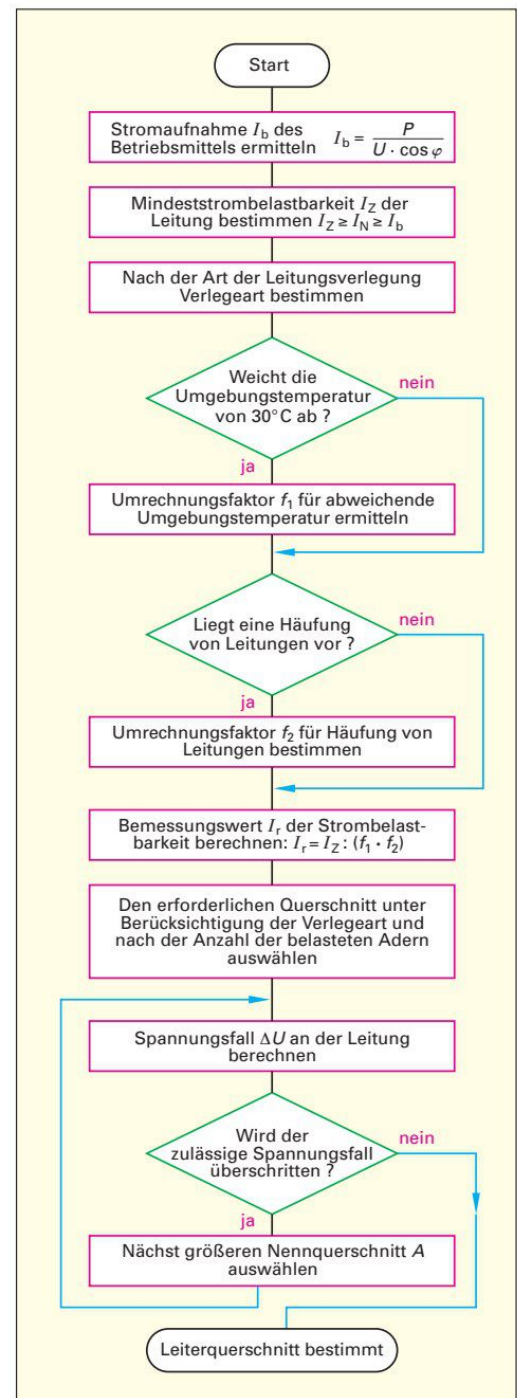 Start
Stromaufnahme I_b des
Betriebsmittels ermitteln I_b = P / (U · cos φ)
Mindeststrombelastbarkeit I_Z der
Leitung bestimmen I_Z ≥ I_N ≥ I_b
Nach der Art der Leitungsverlegung
Verlegeart bestimmen
Weicht die
Umgebungstemperatur
von 30°C ab ?
nein
ja
Umrechnungsfaktor f_1 für abweichende
Umgebungstemperatur ermitteln
Liegt eine Häufung
von Leitungen vor ?
nein
ja
Umrechnungsfaktor f_2 für Häufung von
Leitungen bestimmen
Bemessungswert I_r der Strombelast-
barkeit berechnen: I_r = I_Z : (f_1 · f_2)
Den erforderlichen Querschnitt unter
Berücksichtigung der Verlegeart und
nach der Anzahl der belasteten Adern
auswählen
Spannungsfall ΔU an der Leitung
berechnen
Wird der
zulässige Spannungsfall
überschritten ?
nein
ja
Nächst größeren Nennquerschnitt A
auswählen
Leiterquerschnitt bestimmt